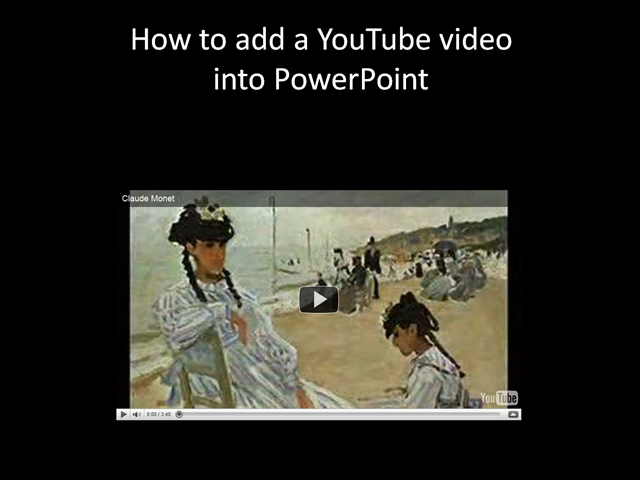 How to add a YouTube video
into PowerPoint
Claude Monet
YouTube
0:00 / 3:48